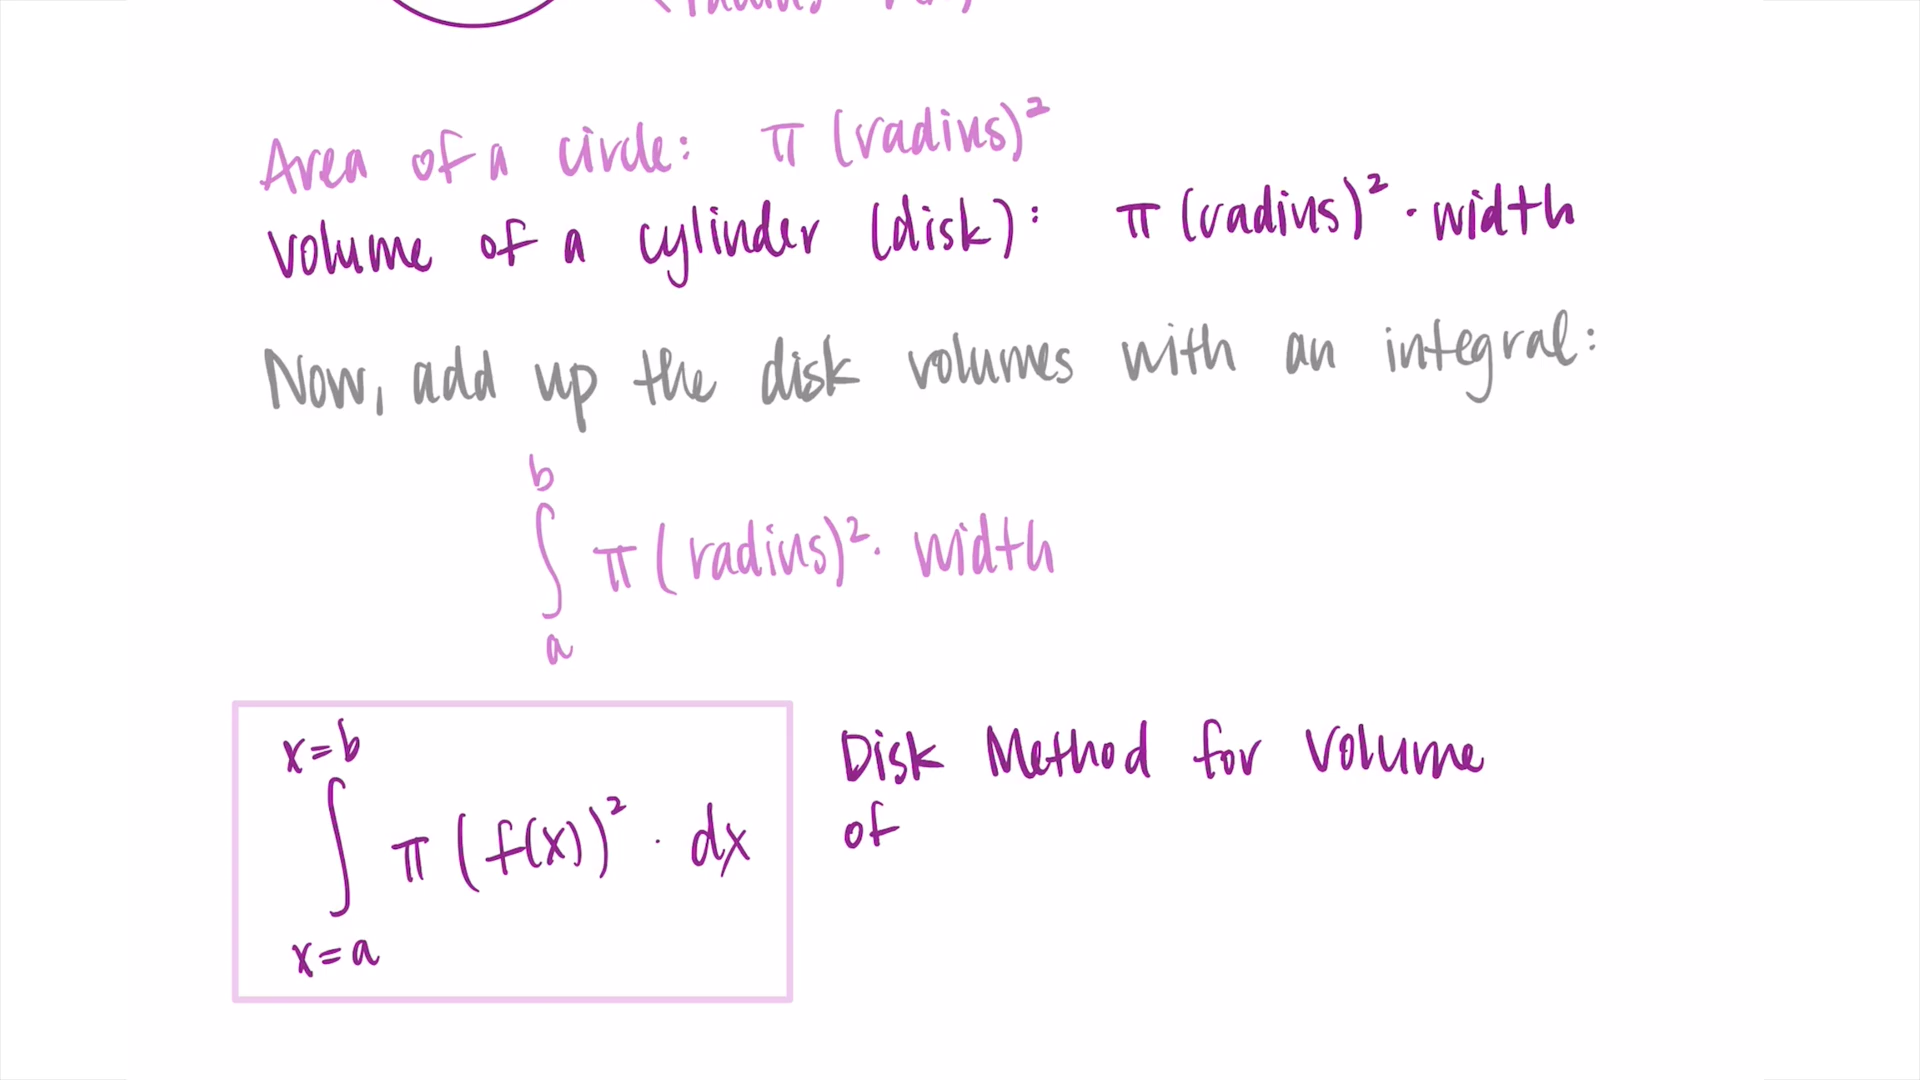 Area of a circle: π (radius)²
Volume of a cylinder (disk): π (radius)² · width
Now, add up the disk volumes with an integral:
b
∫ π (radius)² · width
a
x=b
∫ π (f(x))² · dx
x=a
Disk Method for Volume
of